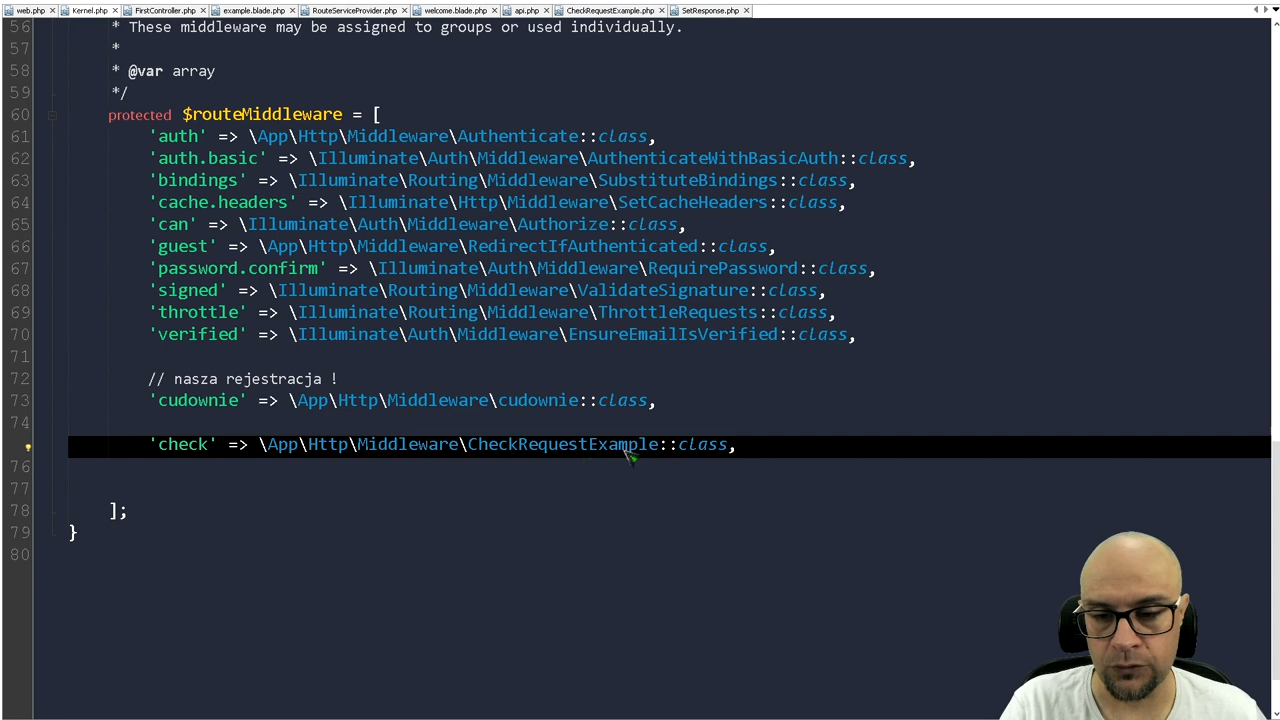 web.php Kernel.php FirstController.php example.blade.php RouteServiceProvider.php welcome.blade.php api.php CheckRequestExample.php SetResponse.php
56 * These middleware may be assigned to groups or used individually.
57 *
58 * @var array
59 */
60 protected $routeMiddleware = [
61 'auth' => \App\Http\Middleware\Authenticate::class,
62 'auth.basic' => \Illuminate\Auth\Middleware\AuthenticateWithBasicAuth::class,
63 'bindings' => \Illuminate\Routing\Middleware\SubstituteBindings::class,
64 'cache.headers' => \Illuminate\Http\Middleware\SetCacheHeaders::class,
65 'can' => \Illuminate\Auth\Middleware\Authorize::class,
66 'guest' => \App\Http\Middleware\RedirectIfAuthenticated::class,
67 'password.confirm' => \Illuminate\Auth\Middleware\RequirePassword::class,
68 'signed' => \Illuminate\Routing\Middleware\ValidateSignature::class,
69 'throttle' => \Illuminate\Routing\Middleware\ThrottleRequests::class,
70 'verified' => \Illuminate\Auth\Middleware\EnsureEmailIsVerified::class,
71
72 // nasza rejestracja !
73 'cudownie' => \App\Http\Middleware\cudownie::class,
74
'check' => \App\Http\Middleware\CheckRequestExample::class,
76
77
78 ];
79 }
80